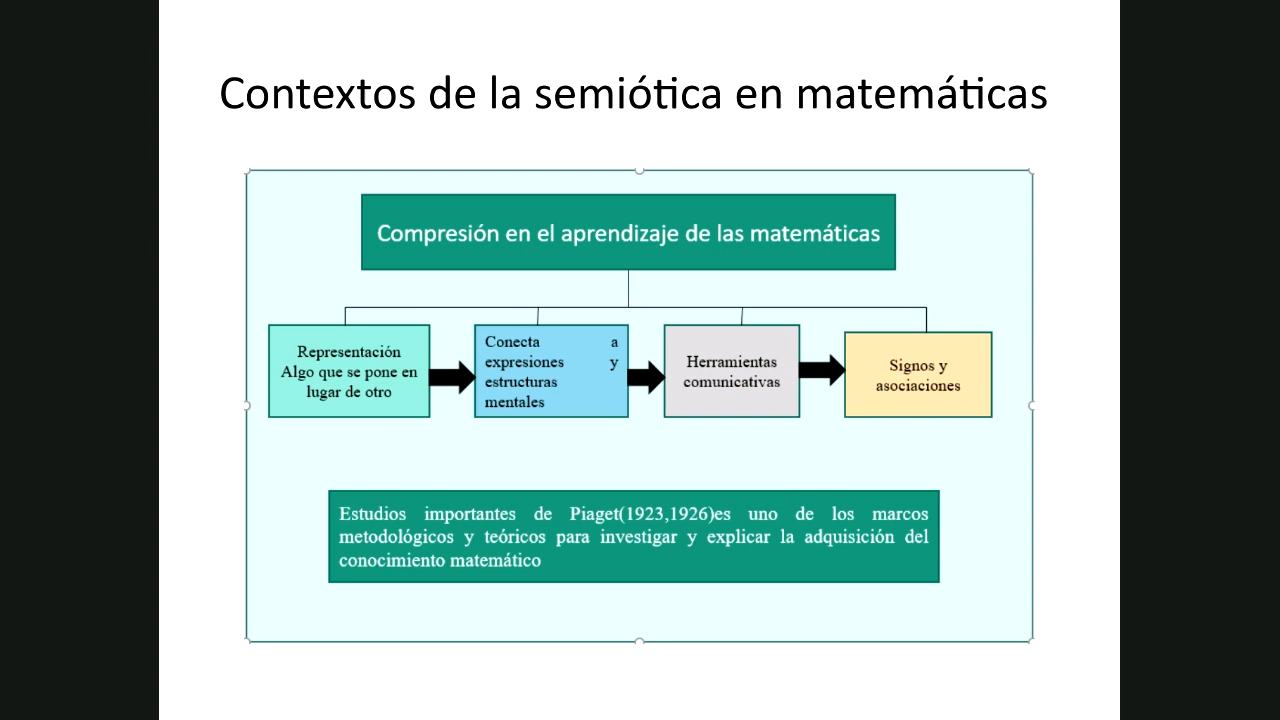 Contextos de la semiótica en matemáticas
Compresión en el aprendizaje de las matemáticas
Representación
Algo que se pone en
lugar de otro
Conecta a
expresiones y
estructuras
mentales
Herramientas
comunicativas
Signos y
asociaciones
Estudios importantes de Piaget(1923,1926)es uno de los marcos
metodológicos y teóricos para investigar y explicar la adquisición del
conocimiento matemático